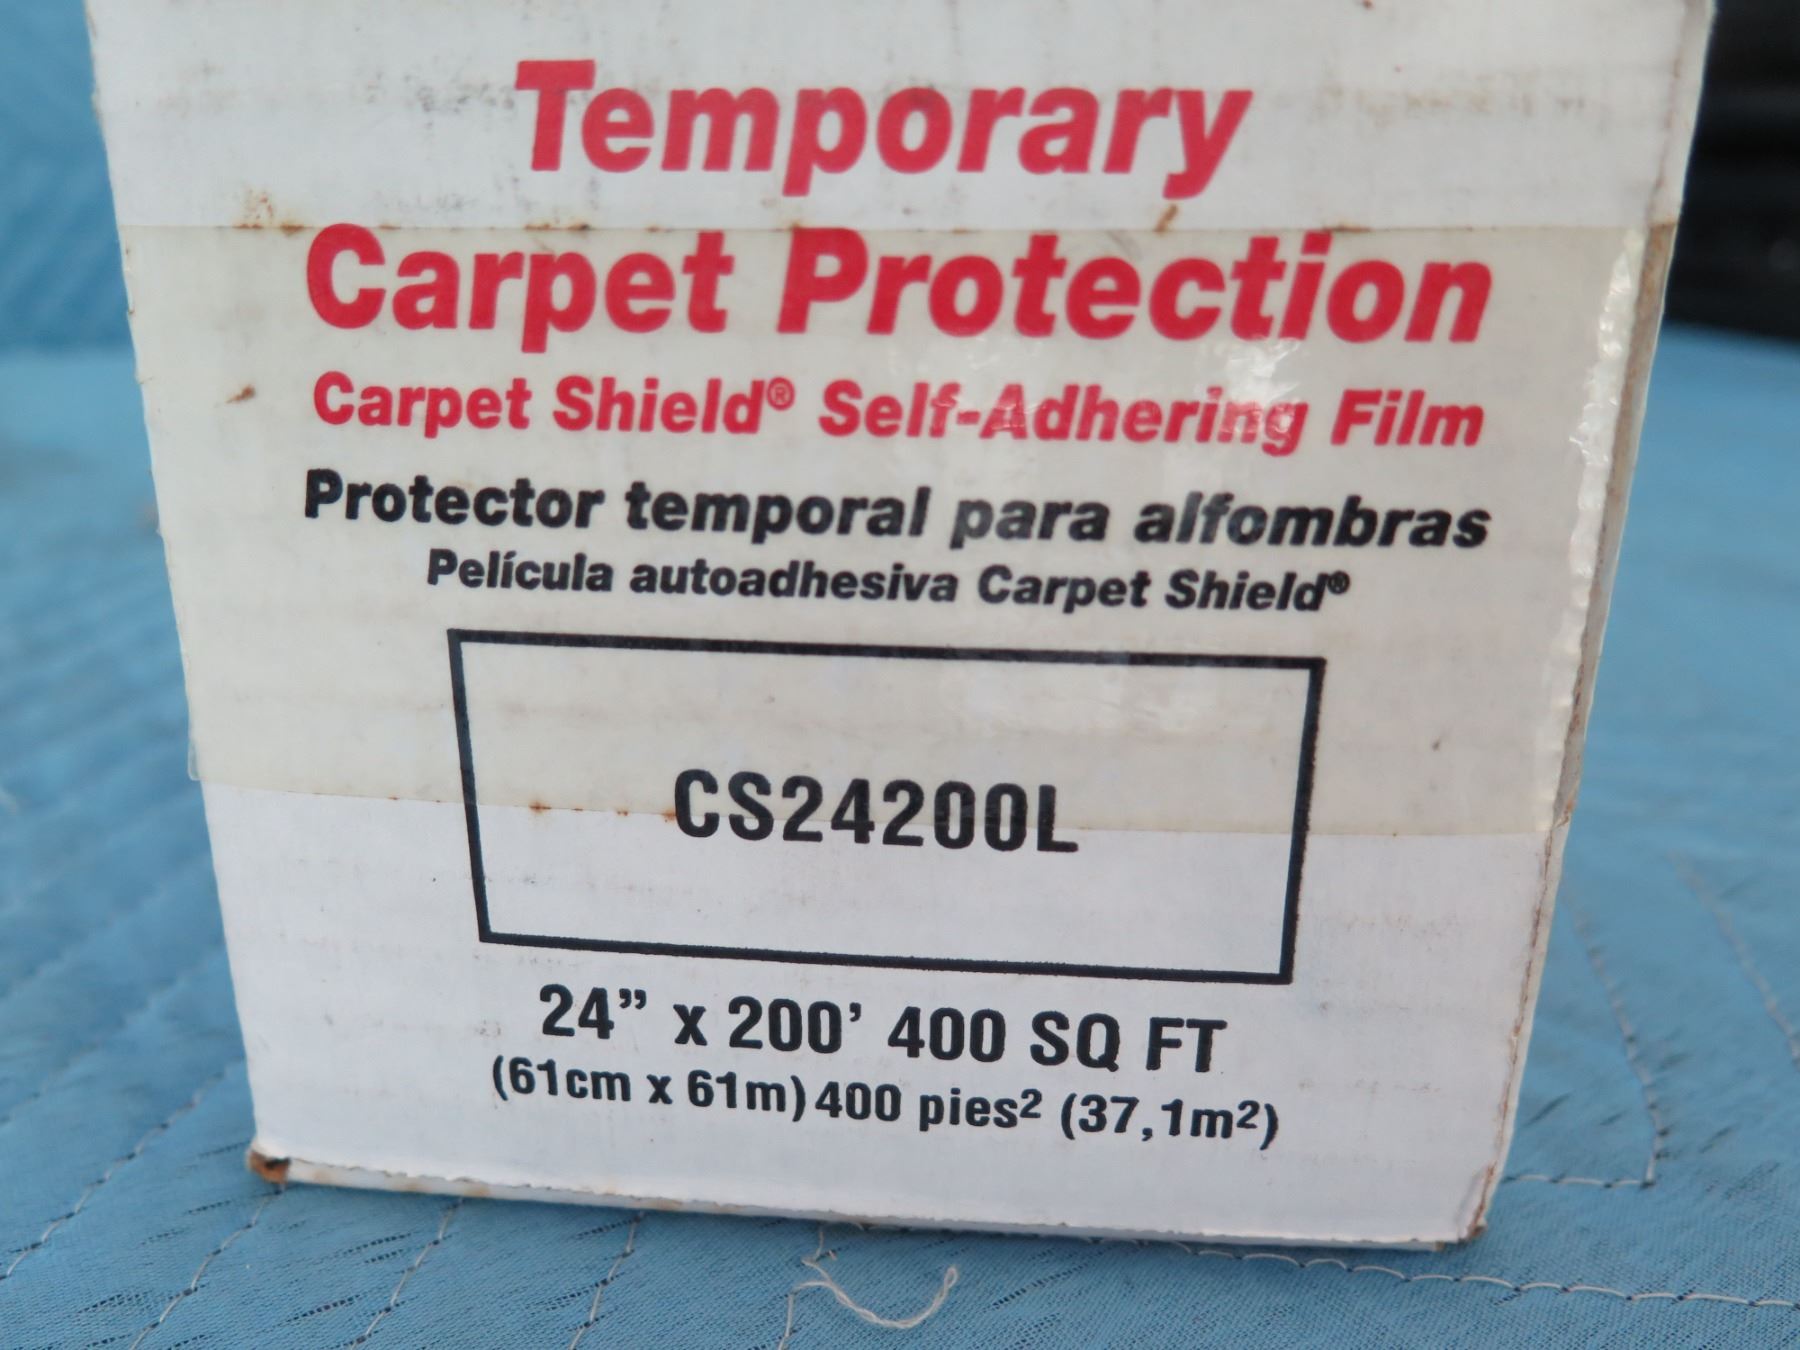 Temporary
Carpet Protection
Carpet Shield® Self-Adhering Film
Protector temporal para alfombras
Película autoadhesiva Carpet Shield®
CS24200L
24” x 200’ 400 SQ FT
(61cm x 61m) 400 pies² (37,1m²)